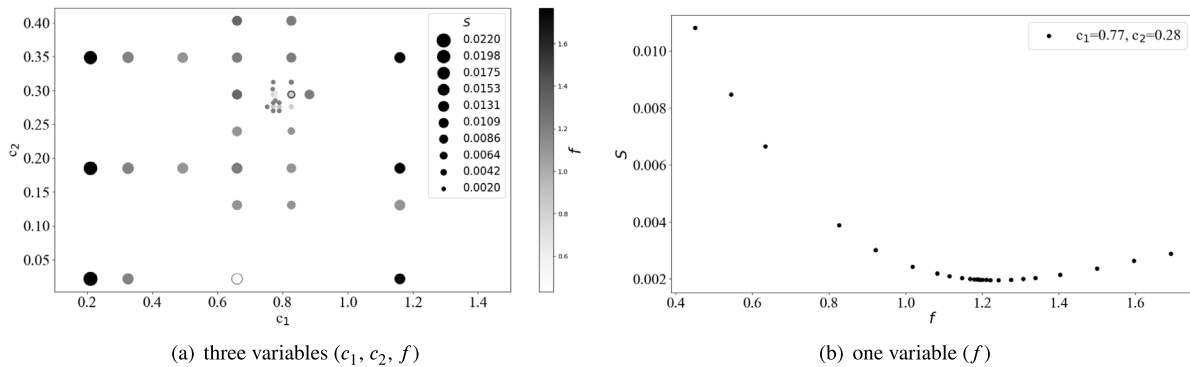 0.40
0.35
0.30
0.25
0.20
0.15
0.10
0.05
c₂
0.2 0.4 0.6 0.8 1.0 1.2 1.4
c₁
S
0.0220
0.0198
0.0175
0.0153
0.0131
0.0109
0.0086
0.0064
0.0042
0.0020
1.6
1.4
1.2
1.0
0.8
0.6
f
(a) three variables (c₁, c₂, f)
0.010
0.008
0.006
0.004
0.002
S
c₁=0.77, c₂=0.28
0.4 0.6 0.8 1.0 1.2 1.4 1.6
f
(b) one variable (f)